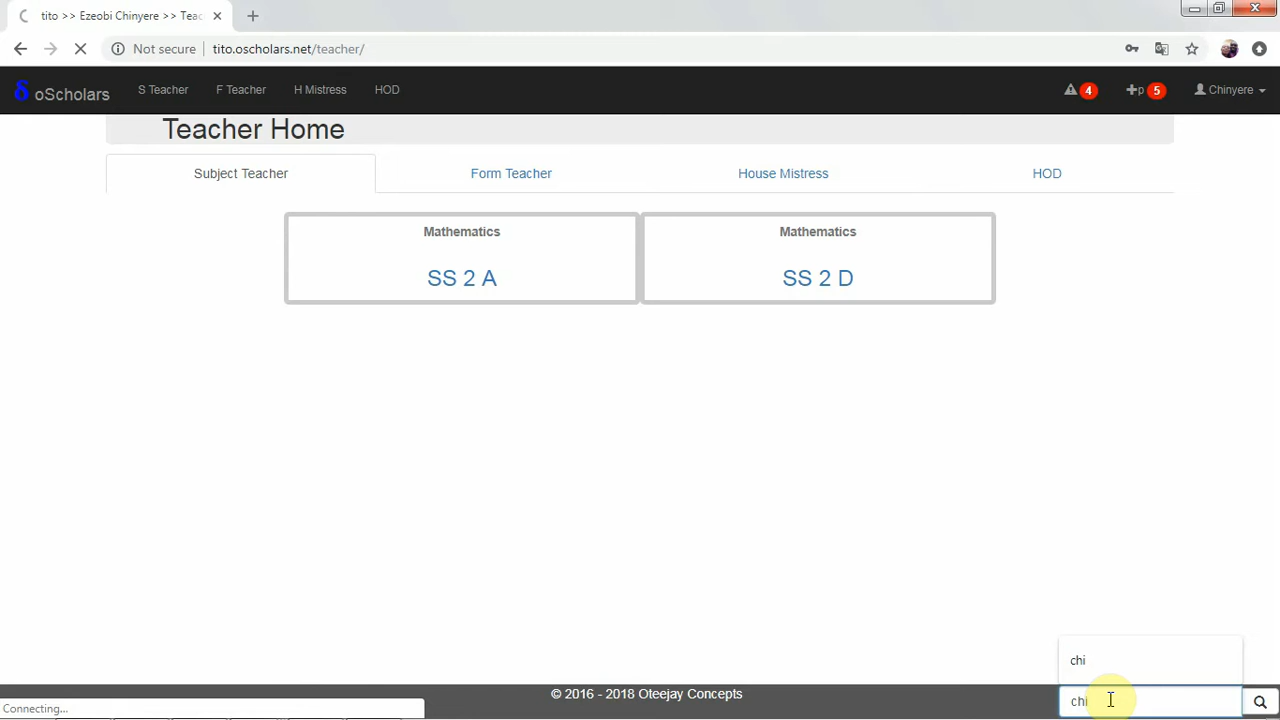 tito >> Ezeobi Chinyere >> Teac
Not secure tito.oscholars.net/teacher/
δ oScholars S Teacher F Teacher H Mistress HOD 4 +p 5 Chinyere
Teacher Home
Subject Teacher Form Teacher House Mistress HOD
Mathematics Mathematics
SS 2 A SS 2 D
chi
© 2016 - 2018 Oteejay Concepts
chi
Connecting...